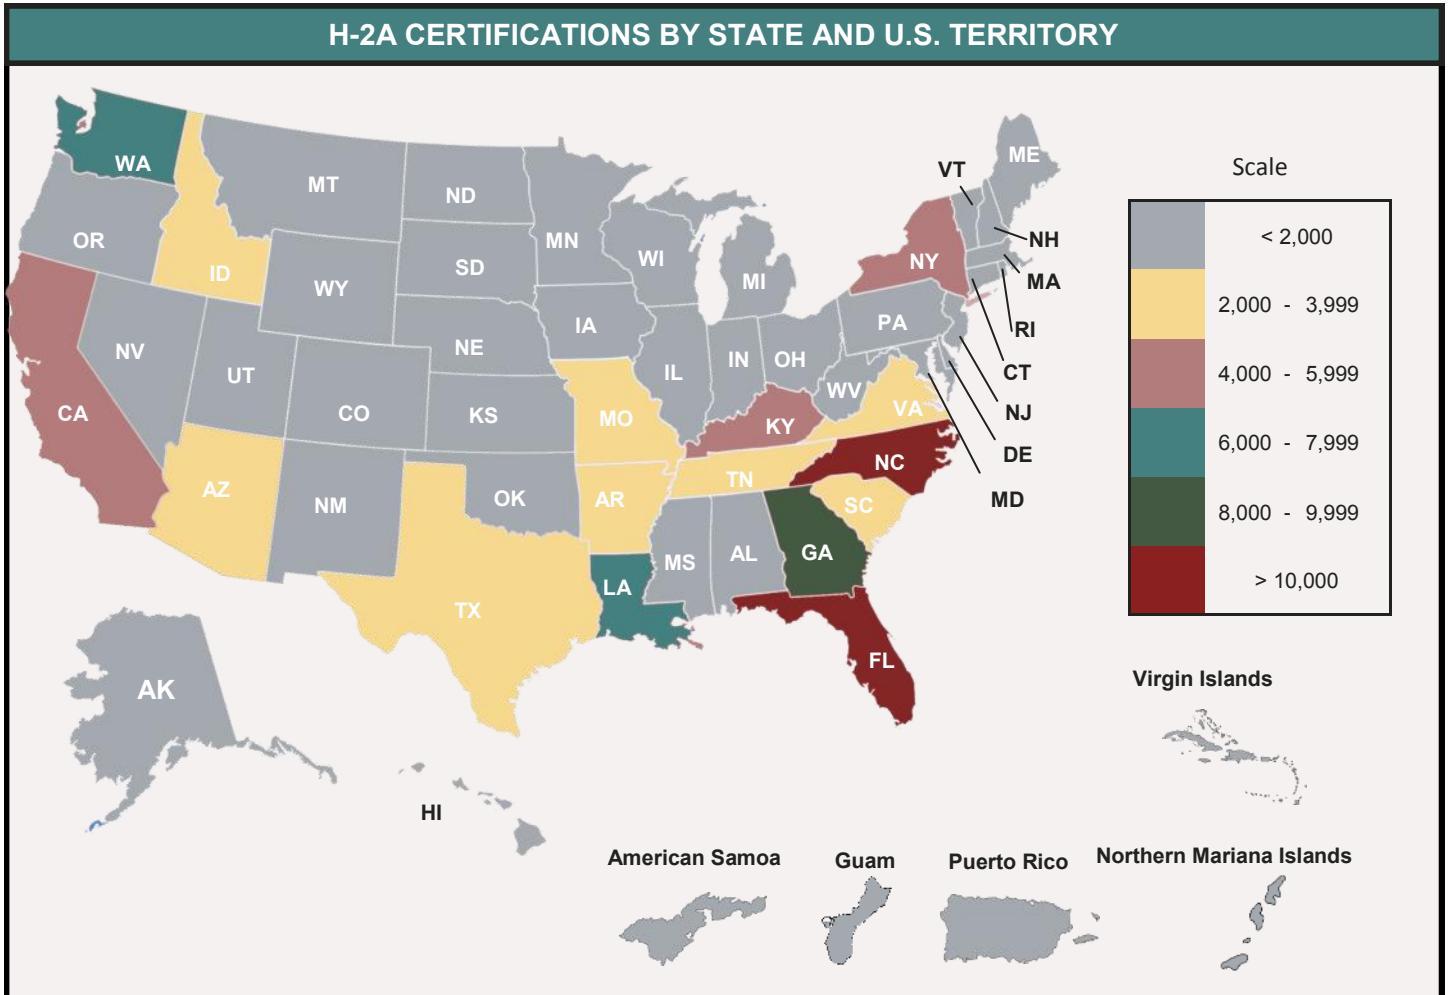 H-2A CERTIFICATIONS BY STATE AND U.S. TERRITORY
WA
MT
ND
MN
OR
ID
WY
SD
WI
MI
VT
ME
NH
NY
MA
RI
CT
NJ
DE
MD
PA
NV
UT
CO
NE
IA
IL
IN
OH
WV
VA
CA
KS
MO
KY
AZ
NM
OK
AR
TN
NC
SC
TX
LA
MS
AL
GA
FL
AK
HI
Scale
< 2,000
2,000 - 3,999
4,000 - 5,999
6,000 - 7,999
8,000 - 9,999
> 10,000
Virgin Islands
American Samoa
Guam
Puerto Rico
Northern Mariana Islands